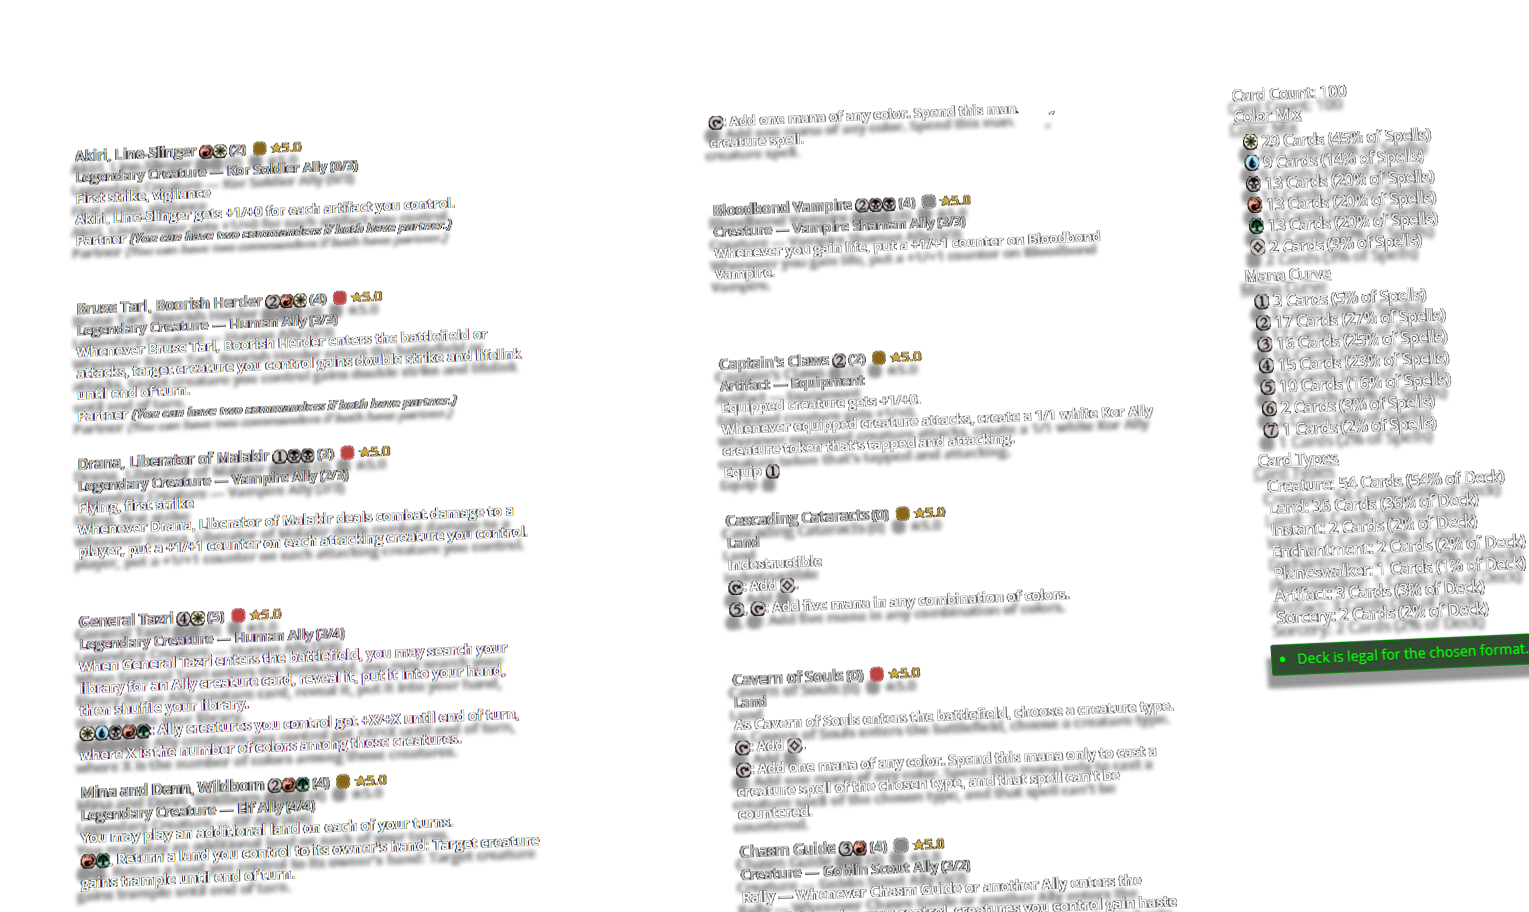 Akiri, Line-Slinger (2) ★5.0
Legendary Creature — Kor Soldier Ally (0/3)
First strike, vigilance
Akiri, Line-Slinger gets +1/+0 for each artifact you control.
Partner (You can have two commanders if both have partner.)
Bruse Tarl, Boorish Herder 2 (4) ★5.0
Legendary Creature — Human Ally (3/3)
Whenever Bruse Tarl, Boorish Herder enters the battlefield or
attacks, target creature you control gains double strike and lifelink
until end of turn.
Partner (You can have two commanders if both have partner.)
Drana, Liberator of Malakir 1 (3) ★5.0
Legendary Creature — Vampire Ally (2/3)
Flying, first strike
Whenever Drana, Liberator of Malakir deals combat damage to a
player, put a +1/+1 counter on each attacking creature you control.
General Tazri 4 (5) ★5.0
Legendary Creature — Human Ally (3/4)
When General Tazri enters the battlefield, you may search your
library for an Ally creature card, reveal it, put it into your hand,
then shuffle your library.
: Ally creatures you control get +X/+X until end of turn,
where X is the number of colors among those creatures.
Mina and Denn, Wildborn 2 (4) ★5.0
Legendary Creature — Elf Ally (4/4)
You may play an additional land on each of your turns.
, Return a land you control to its owner's hand: Target creature
gains trample until end of turn.
: Add one mana of any color. Spend this man
creature spell.
Bloodbond Vampire 2 (4) ★5.0
Creature — Vampire Shaman Ally (3/3)
Whenever you gain life, put a +1/+1 counter on Bloodbond
Vampire.
Captain's Claws 2 (2) ★5.0
Artifact — Equipment
Equipped creature gets +1/+0.
Whenever equipped creature attacks, create a 1/1 white Kor Ally
creature token that's tapped and attacking.
Equip 1
Cascading Cataracts (0) ★5.0
Land
Indestructible
: Add .
5, : Add five mana in any combination of colors.
Cavern of Souls (0) ★5.0
Land
As Cavern of Souls enters the battlefield, choose a creature type.
: Add .
: Add one mana of any color. Spend this mana only to cast a
creature spell of the chosen type, and that spell can't be
countered.
Chasm Guide 3 (4) ★5.0
Creature — Goblin Scout Ally (3/2)
Rally — Whenever Chasm Guide or another Ally enters the
control, creatures you control gain haste
Card Count: 100
Color Mix
29 Cards (45% of Spells)
9 Cards (14% of Spells)
13 Cards (20% of Spells)
13 Cards (20% of Spells)
13 Cards (20% of Spells)
2 Cards (3% of Spells)
Mana Curve
1 3 Cards (5% of Spells)
2 17 Cards (27% of Spells)
3 16 Cards (25% of Spells)
4 15 Cards (23% of Spells)
5 10 Cards (16% of Spells)
6 2 Cards (3% of Spells)
7 1 Cards (2% of Spells)
Card Types
Creature: 54 Cards (54% of Deck)
Land: 36 Cards (36% of Deck)
Instant: 2 Cards (2% of Deck)
Enchantment: 2 Cards (2% of Deck)
Planeswalker: 1 Cards (1% of Deck)
Artifact: 3 Cards (3% of Deck)
Sorcery: 2 Cards (2% of Deck)
• Deck is legal for the chosen format.